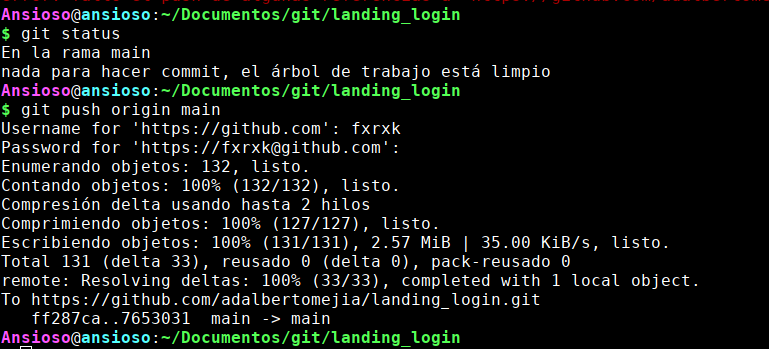 Ansioso@ansioso:~/Documentos/git/landing_login
$ git status
En la rama main
nada para hacer commit, el árbol de trabajo está limpio
Ansioso@ansioso:~/Documentos/git/landing_login
$ git push origin main
Username for 'https://github.com': fxrxk
Password for 'https://fxrxk@github.com':
Enumerando objetos: 132, listo.
Contando objetos: 100% (132/132), listo.
Compresión delta usando hasta 2 hilos
Comprimiendo objetos: 100% (127/127), listo.
Escribiendo objetos: 100% (131/131), 2.57 MiB | 35.00 KiB/s, listo.
Total 131 (delta 33), reusado 0 (delta 0), pack-reusado 0
remote: Resolving deltas: 100% (33/33), completed with 1 local object.
To https://github.com/adalbertomejia/landing_login.git
   ff287ca..7653031  main -> main
Ansioso@ansioso:~/Documentos/git/landing_login